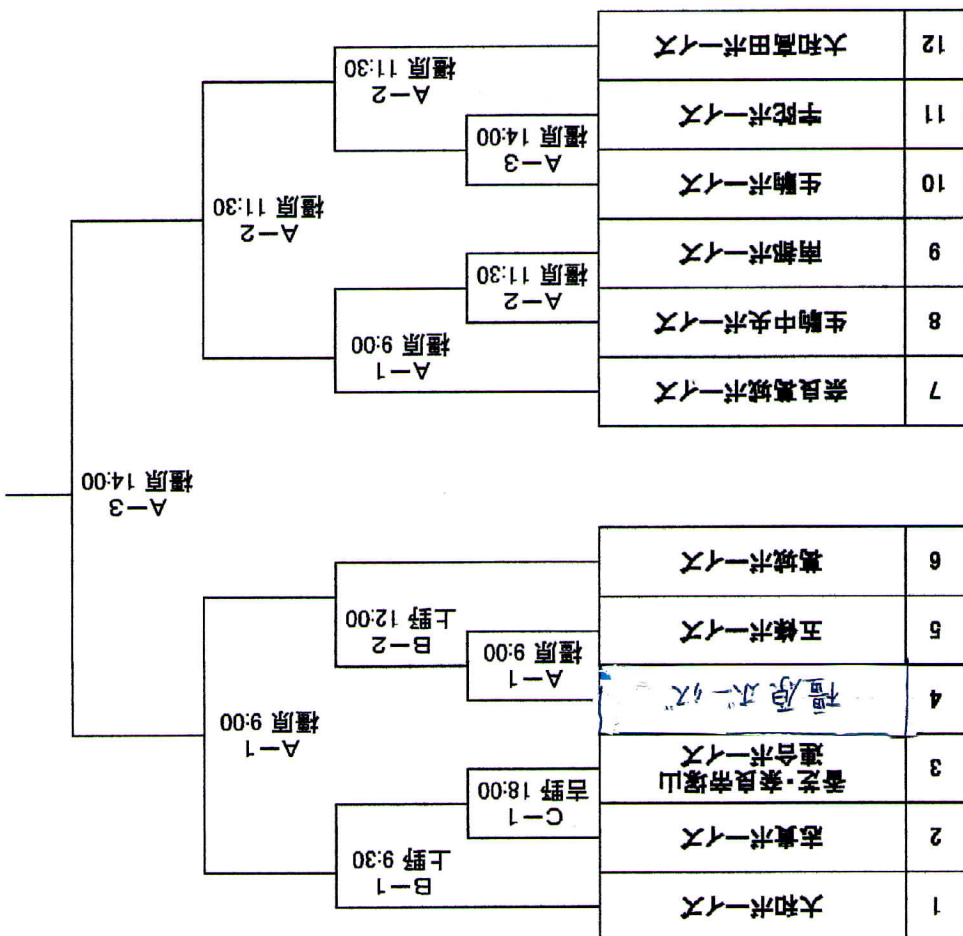 1
大和ボーイズ
B－1
上野 9:30
2
志貴ボーイズ
C－1
吉野 18:00
3
香芝・奈良帝塚山
連合ボーイズ
A－1
橿原 9:00
4
橿原ボーイズ
A－1
橿原 9:00
5
五條ボーイズ
B－2
上野 12:00
6
葛城ボーイズ
A－3
橿原 14:00
7
奈良葛城ボーイズ
A－1
橿原 9:00
8
生駒中央ボーイズ
A－2
橿原 11:30
9
南都ボーイズ
A－2
橿原 11:30
10
生駒ボーイズ
A－3
橿原 14:00
11
宇陀ボーイズ
A－2
橿原 11:30
12
大和高田ボーイズ